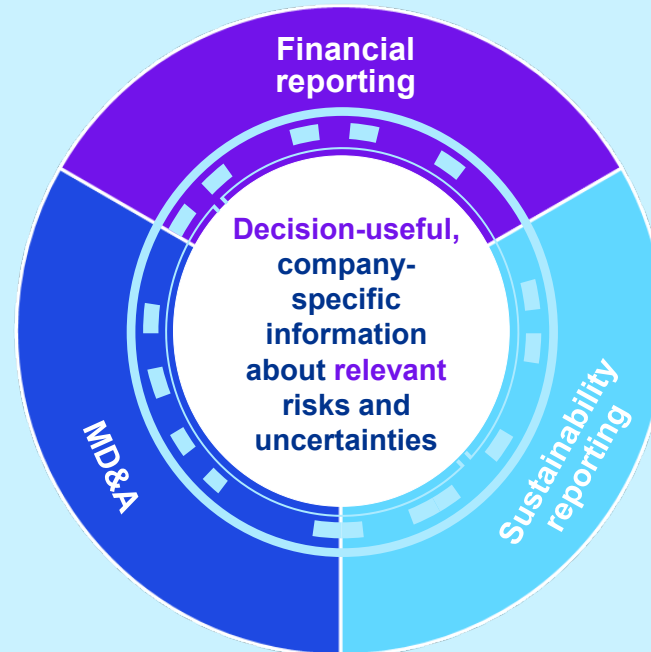 Financial
reporting
Decision-useful,
company-
specific
information
about relevant
risks and
uncertainties
MD&A
Sustainability
reporting